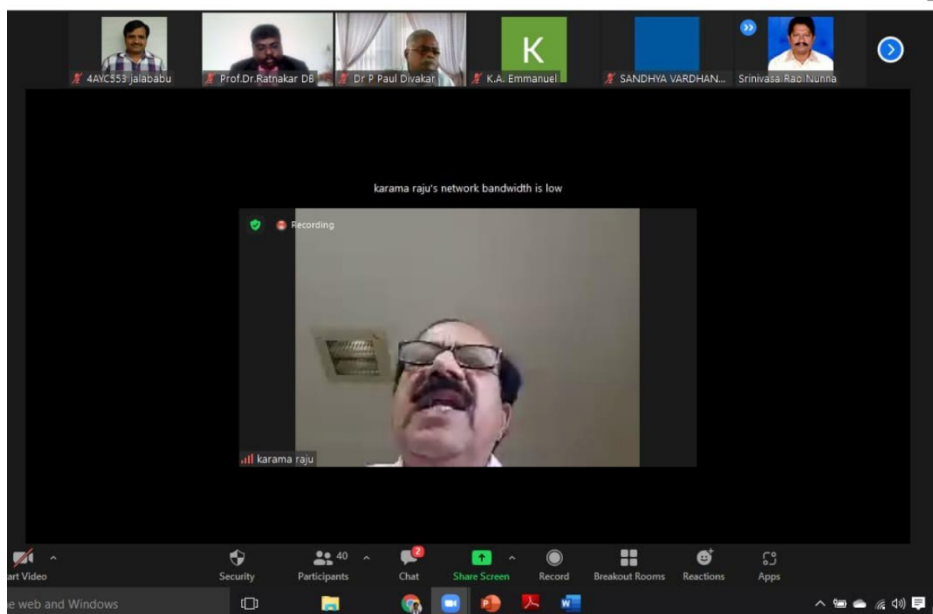 4AYC553 jalababu
Prof.Dr.Ratnakar DB
Dr P Paul Divakar
K
K.A. Emmanuel
SANDHYA VARDHAN...
Srinivasa Rao Nunna
karama raju's network bandwidth is low
Recording
karama raju
art Video
Security
40
Participants
2
Chat
Share Screen
Record
Breakout Rooms
Reactions
Apps
e web and Windows